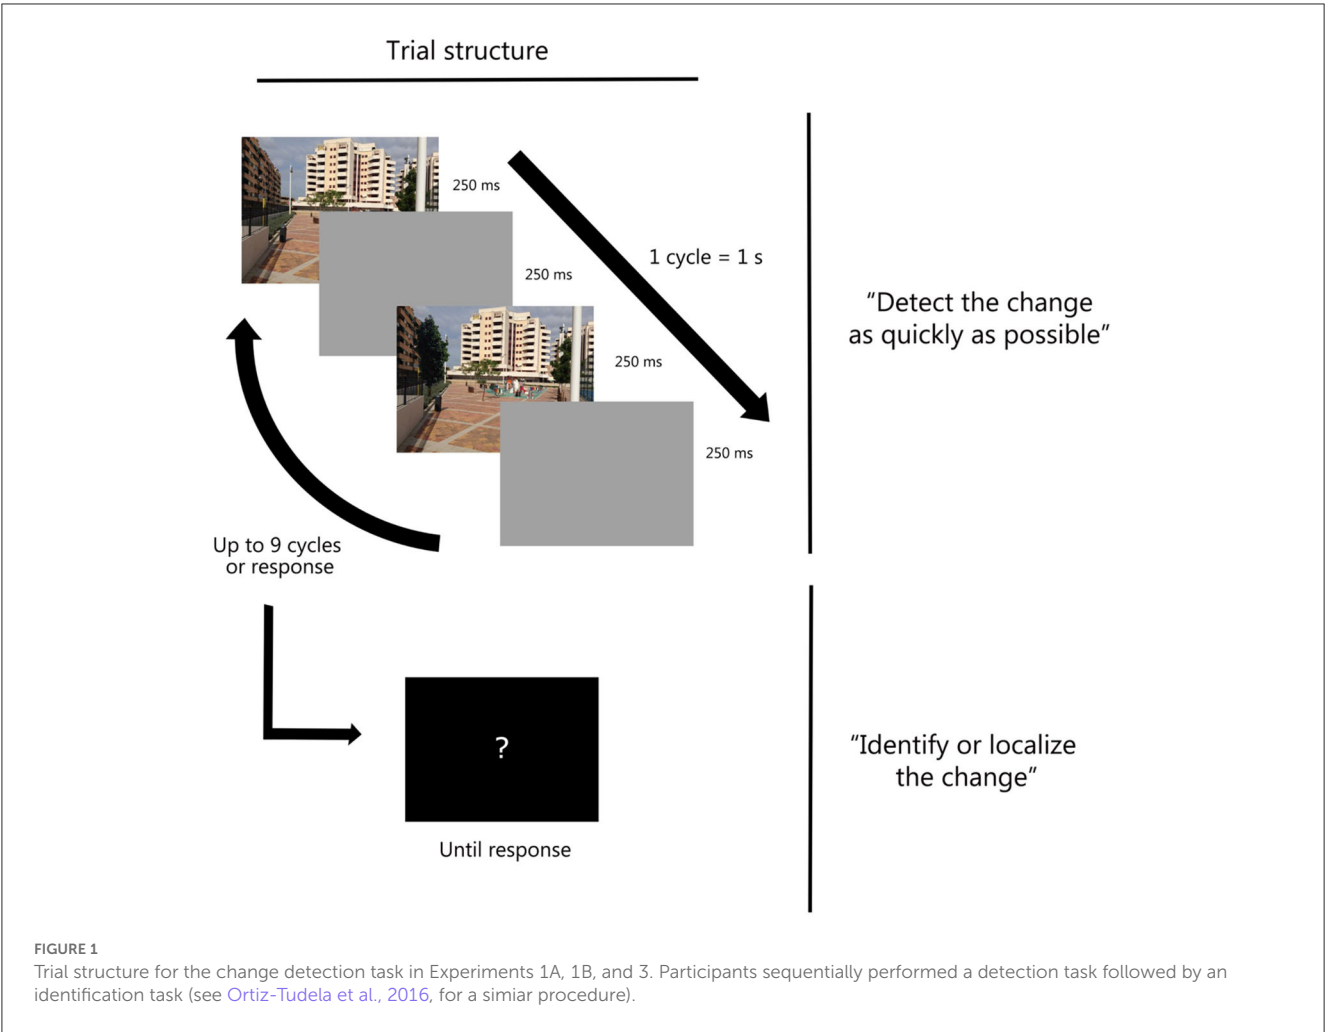 Trial structure
250 ms
250 ms
1 cycle = 1 s
250 ms
250 ms
“Detect the change
as quickly as possible”
Up to 9 cycles
or response
?
Until response
“Identify or localize
the change”
FIGURE 1
Trial structure for the change detection task in Experiments 1A, 1B, and 3. Participants sequentially performed a detection task followed by an
identification task (see Ortiz-Tudela et al., 2016, for a simiar procedure).